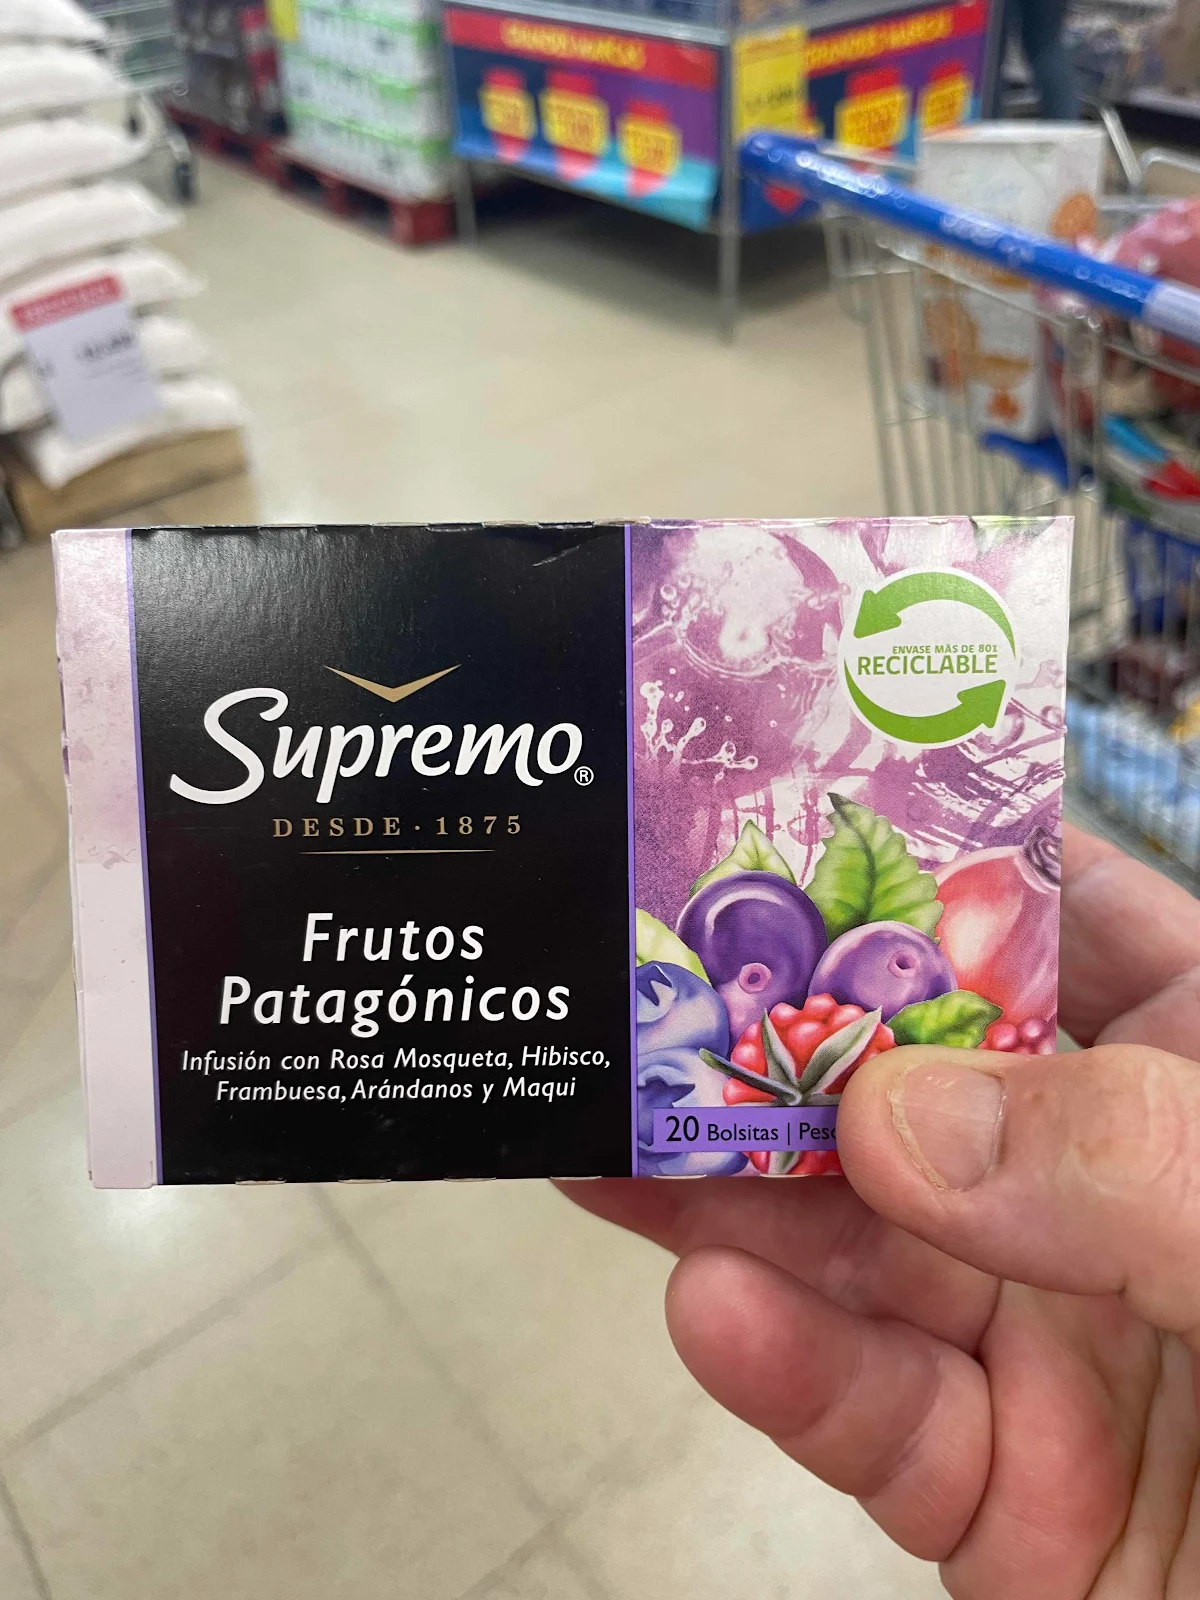 Supremo®
DESDE · 1875
Frutos
Patagónicos
Infusión con Rosa Mosqueta, Hibisco,
Frambuesa, Arándanos y Maqui
ENVASE MÁS DE 80%
RECICLABLE
20 Bolsitas |